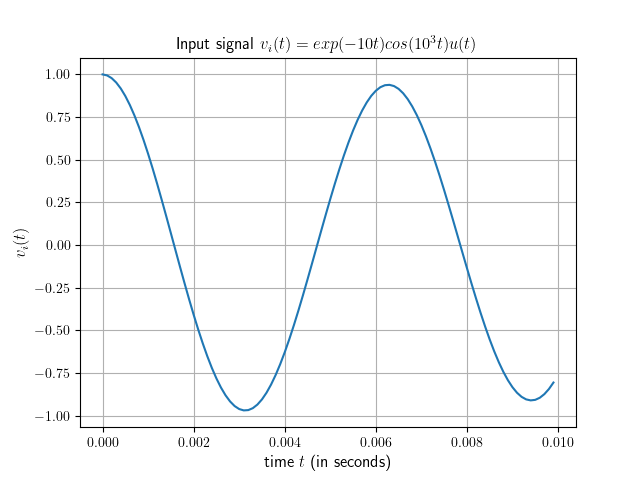 Input signal $v_i(t) = exp(-10t)cos(10^3t)u(t)$
1.00
0.75
0.50
0.25
0.00
−0.25
−0.50
−0.75
−1.00
$v_i(t)$
0.000 0.002 0.004 0.006 0.008 0.010
time $t$ (in seconds)